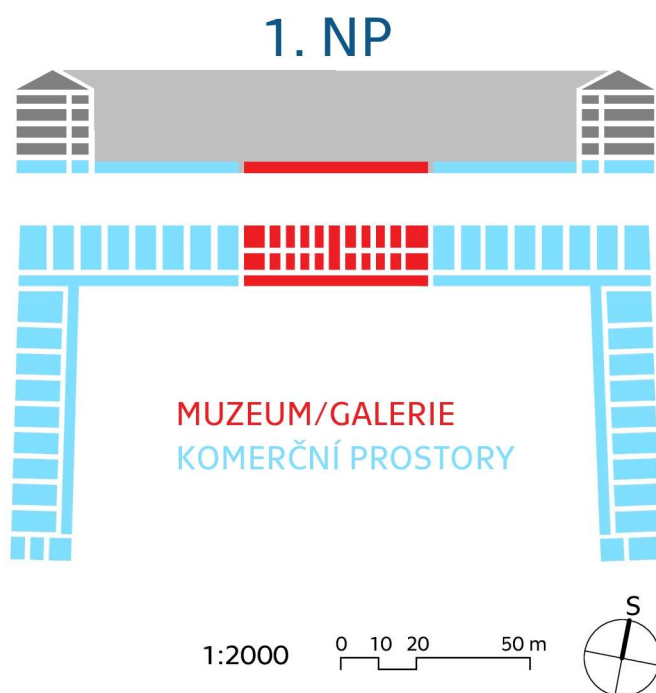 1. NP
MUZEUM/GALERIE
KOMERČNÍ PROSTORY
S
1:2000 0 10 20 50 m